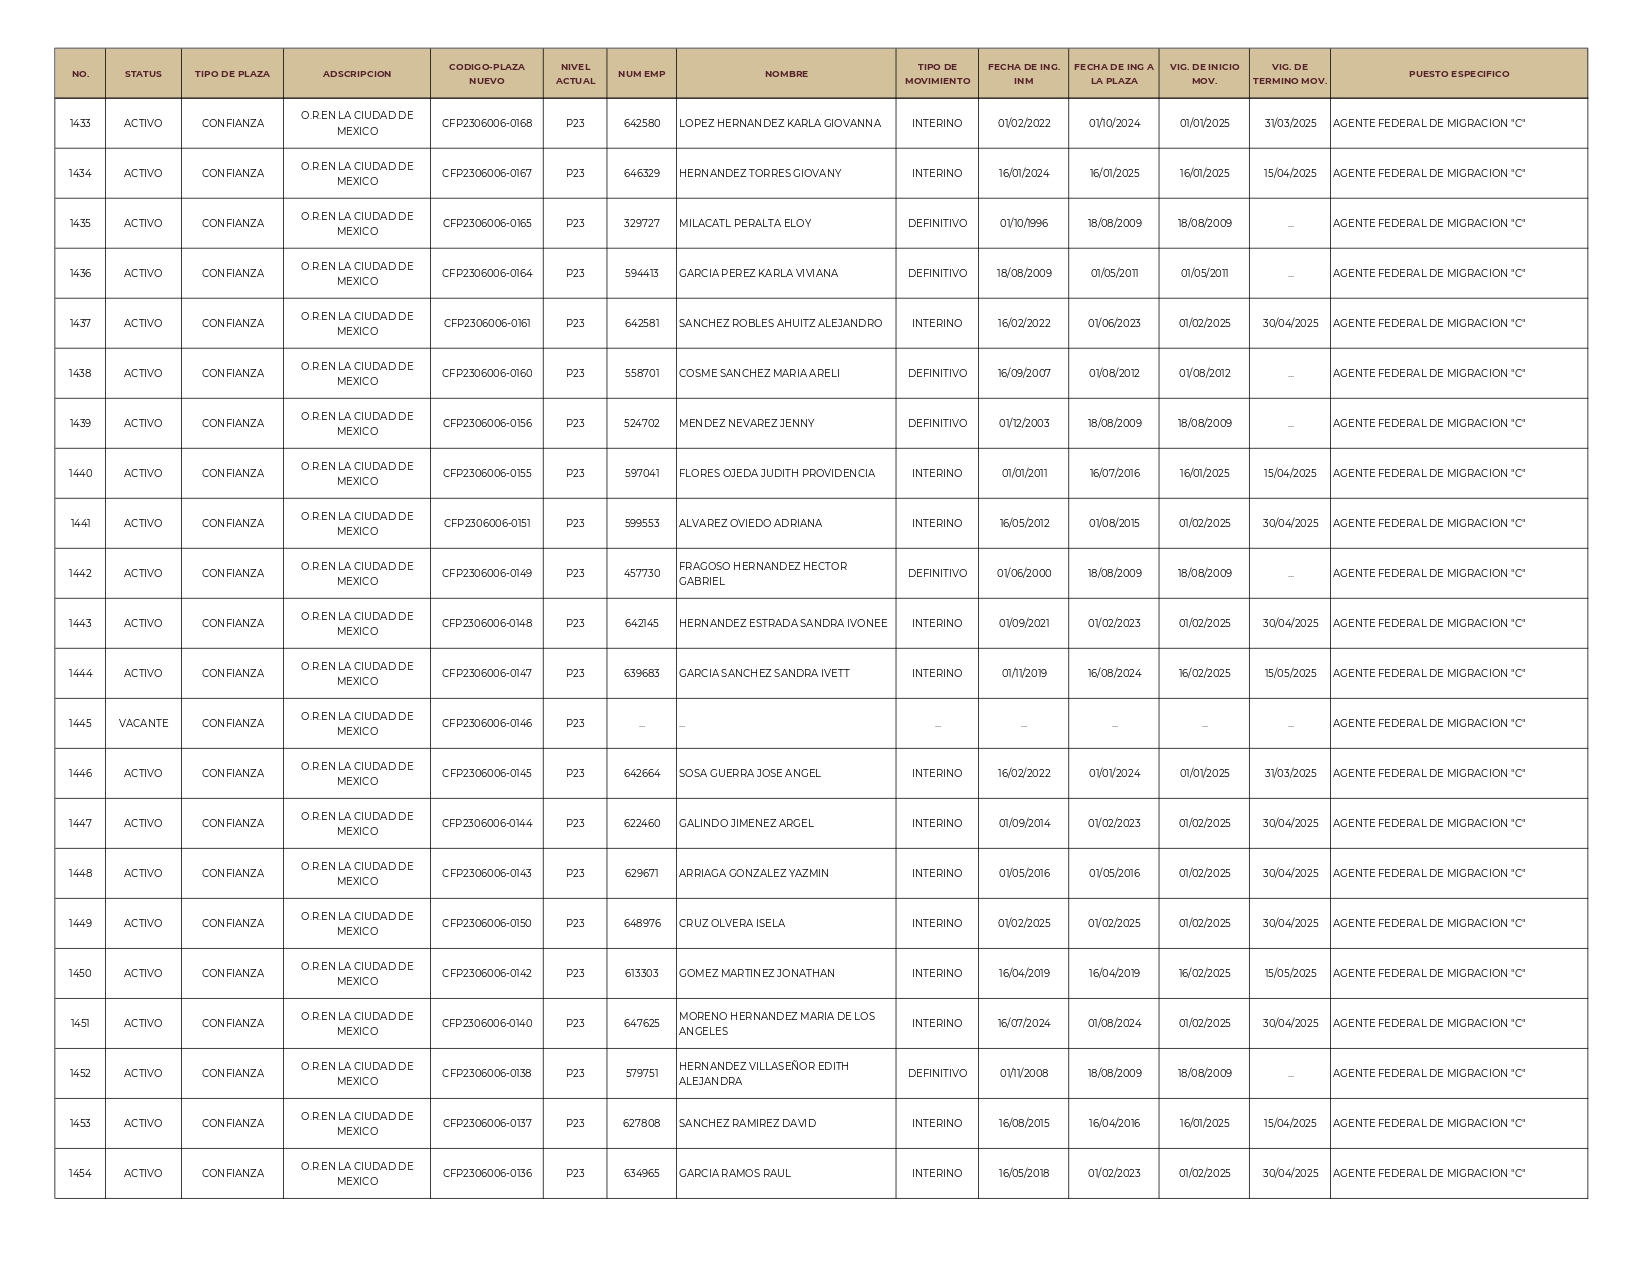 NO. STATUS TIPO DE PLAZA ADSCRIPCION CODIGO-PLAZA NUEVO NIVEL ACTUAL NUM EMP NOMBRE TIPO DE MOVIMIENTO FECHA DE ING. INM FECHA DE ING A LA PLAZA VIG. DE INICIO MOV. VIG. DE TERMINO MOV. PUESTO ESPECIFICO
1433 ACTIVO CONFIANZA O.R.EN LA CIUDAD DE MEXICO CFP2306006-0168 P23 642580 LOPEZ HERNANDEZ KARLA GIOVANNA INTERINO 01/02/2022 01/10/2024 01/01/2025 31/03/2025 AGENTE FEDERAL DE MIGRACION "C"
1434 ACTIVO CONFIANZA O.R.EN LA CIUDAD DE MEXICO CFP2306006-0167 P23 646329 HERNANDEZ TORRES GIOVANY INTERINO 16/01/2024 16/01/2025 16/01/2025 15/04/2025 AGENTE FEDERAL DE MIGRACION "C"
1435 ACTIVO CONFIANZA O.R.EN LA CIUDAD DE MEXICO CFP2306006-0165 P23 329727 MILACATL PERALTA ELOY DEFINITIVO 01/10/1996 18/08/2009 18/08/2009 ... AGENTE FEDERAL DE MIGRACION "C"
1436 ACTIVO CONFIANZA O.R.EN LA CIUDAD DE MEXICO CFP2306006-0164 P23 594413 GARCIA PEREZ KARLA VIVIANA DEFINITIVO 18/08/2009 01/05/2011 01/05/2011 ... AGENTE FEDERAL DE MIGRACION "C"
1437 ACTIVO CONFIANZA O.R.EN LA CIUDAD DE MEXICO CFP2306006-0161 P23 642581 SANCHEZ ROBLES AHUITZ ALEJANDRO INTERINO 16/02/2022 01/06/2023 01/02/2025 30/04/2025 AGENTE FEDERAL DE MIGRACION "C"
1438 ACTIVO CONFIANZA O.R.EN LA CIUDAD DE MEXICO CFP2306006-0160 P23 558701 COSME SANCHEZ MARIA ARELI DEFINITIVO 16/09/2007 01/08/2012 01/08/2012 ... AGENTE FEDERAL DE MIGRACION "C"
1439 ACTIVO CONFIANZA O.R.EN LA CIUDAD DE MEXICO CFP2306006-0156 P23 524702 MENDEZ NEVAREZ JENNY DEFINITIVO 01/12/2003 18/08/2009 18/08/2009 ... AGENTE FEDERAL DE MIGRACION "C"
1440 ACTIVO CONFIANZA O.R.EN LA CIUDAD DE MEXICO CFP2306006-0155 P23 597041 FLORES OJEDA JUDITH PROVIDENCIA INTERINO 01/01/2011 16/07/2016 16/01/2025 15/04/2025 AGENTE FEDERAL DE MIGRACION "C"
1441 ACTIVO CONFIANZA O.R.EN LA CIUDAD DE MEXICO CFP2306006-0151 P23 599553 ALVAREZ OVIEDO ADRIANA INTERINO 16/05/2012 01/08/2015 01/02/2025 30/04/2025 AGENTE FEDERAL DE MIGRACION "C"
1442 ACTIVO CONFIANZA O.R.EN LA CIUDAD DE MEXICO CFP2306006-0149 P23 457730 FRAGOSO HERNANDEZ HECTOR GABRIEL DEFINITIVO 01/06/2000 18/08/2009 18/08/2009 ... AGENTE FEDERAL DE MIGRACION "C"
1443 ACTIVO CONFIANZA O.R.EN LA CIUDAD DE MEXICO CFP2306006-0148 P23 642145 HERNANDEZ ESTRADA SANDRA IVONEE INTERINO 01/09/2021 01/02/2023 01/02/2025 30/04/2025 AGENTE FEDERAL DE MIGRACION "C"
1444 ACTIVO CONFIANZA O.R.EN LA CIUDAD DE MEXICO CFP2306006-0147 P23 639683 GARCIA SANCHEZ SANDRA IVETT INTERINO 01/11/2019 16/08/2024 16/02/2025 15/05/2025 AGENTE FEDERAL DE MIGRACION "C"
1445 VACANTE CONFIANZA O.R.EN LA CIUDAD DE MEXICO CFP2306006-0146 P23 ... ... ... ... ... ... ... AGENTE FEDERAL DE MIGRACION "C"
1446 ACTIVO CONFIANZA O.R.EN LA CIUDAD DE MEXICO CFP2306006-0145 P23 642664 SOSA GUERRA JOSE ANGEL INTERINO 16/02/2022 01/01/2024 01/01/2025 31/03/2025 AGENTE FEDERAL DE MIGRACION "C"
1447 ACTIVO CONFIANZA O.R.EN LA CIUDAD DE MEXICO CFP2306006-0144 P23 622460 GALINDO JIMENEZ ARGEL INTERINO 01/09/2014 01/02/2023 01/02/2025 30/04/2025 AGENTE FEDERAL DE MIGRACION "C"
1448 ACTIVO CONFIANZA O.R.EN LA CIUDAD DE MEXICO CFP2306006-0143 P23 629671 ARRIAGA GONZALEZ YAZMIN INTERINO 01/05/2016 01/05/2016 01/02/2025 30/04/2025 AGENTE FEDERAL DE MIGRACION "C"
1449 ACTIVO CONFIANZA O.R.EN LA CIUDAD DE MEXICO CFP2306006-0150 P23 648976 CRUZ OLVERA ISELA INTERINO 01/02/2025 01/02/2025 01/02/2025 30/04/2025 AGENTE FEDERAL DE MIGRACION "C"
1450 ACTIVO CONFIANZA O.R.EN LA CIUDAD DE MEXICO CFP2306006-0142 P23 613303 GOMEZ MARTINEZ JONATHAN INTERINO 16/04/2019 16/04/2019 16/02/2025 15/05/2025 AGENTE FEDERAL DE MIGRACION "C"
1451 ACTIVO CONFIANZA O.R.EN LA CIUDAD DE MEXICO CFP2306006-0140 P23 647625 MORENO HERNANDEZ MARIA DE LOS ANGELES INTERINO 16/07/2024 01/08/2024 01/02/2025 30/04/2025 AGENTE FEDERAL DE MIGRACION "C"
1452 ACTIVO CONFIANZA O.R.EN LA CIUDAD DE MEXICO CFP2306006-0138 P23 579751 HERNANDEZ VILLASEÑOR EDITH ALEJANDRA DEFINITIVO 01/11/2008 18/08/2009 18/08/2009 ... AGENTE FEDERAL DE MIGRACION "C"
1453 ACTIVO CONFIANZA O.R.EN LA CIUDAD DE MEXICO CFP2306006-0137 P23 627808 SANCHEZ RAMIREZ DAVID INTERINO 16/08/2015 16/04/2016 16/01/2025 15/04/2025 AGENTE FEDERAL DE MIGRACION "C"
1454 ACTIVO CONFIANZA O.R.EN LA CIUDAD DE MEXICO CFP2306006-0136 P23 634965 GARCIA RAMOS RAUL INTERINO 16/05/2018 01/02/2023 01/02/2025 30/04/2025 AGENTE FEDERAL DE MIGRACION "C"